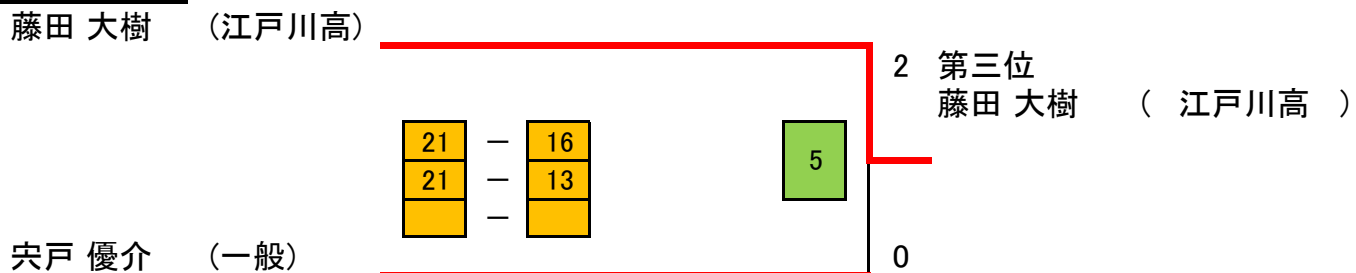 藤田 大樹 (江戸川高)
2 第三位
藤田 大樹 ( 江戸川高 )
21 － 16
21 － 13
－
5
宍戸 優介 (一般)
0